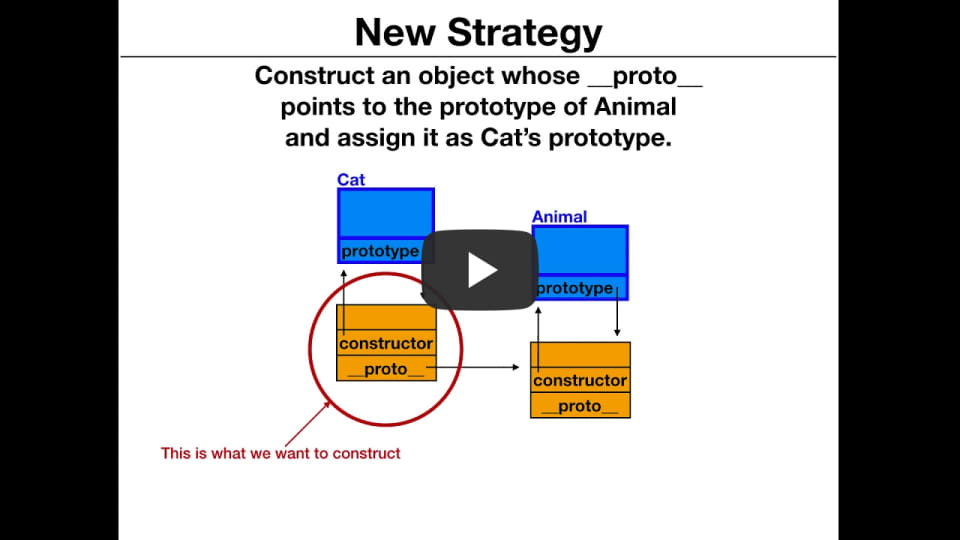 New Strategy
Construct an object whose __proto__
points to the prototype of Animal
and assign it as Cat's prototype.
Cat
prototype
Animal
prototype
constructor
__proto__
constructor
__proto__
This is what we want to construct